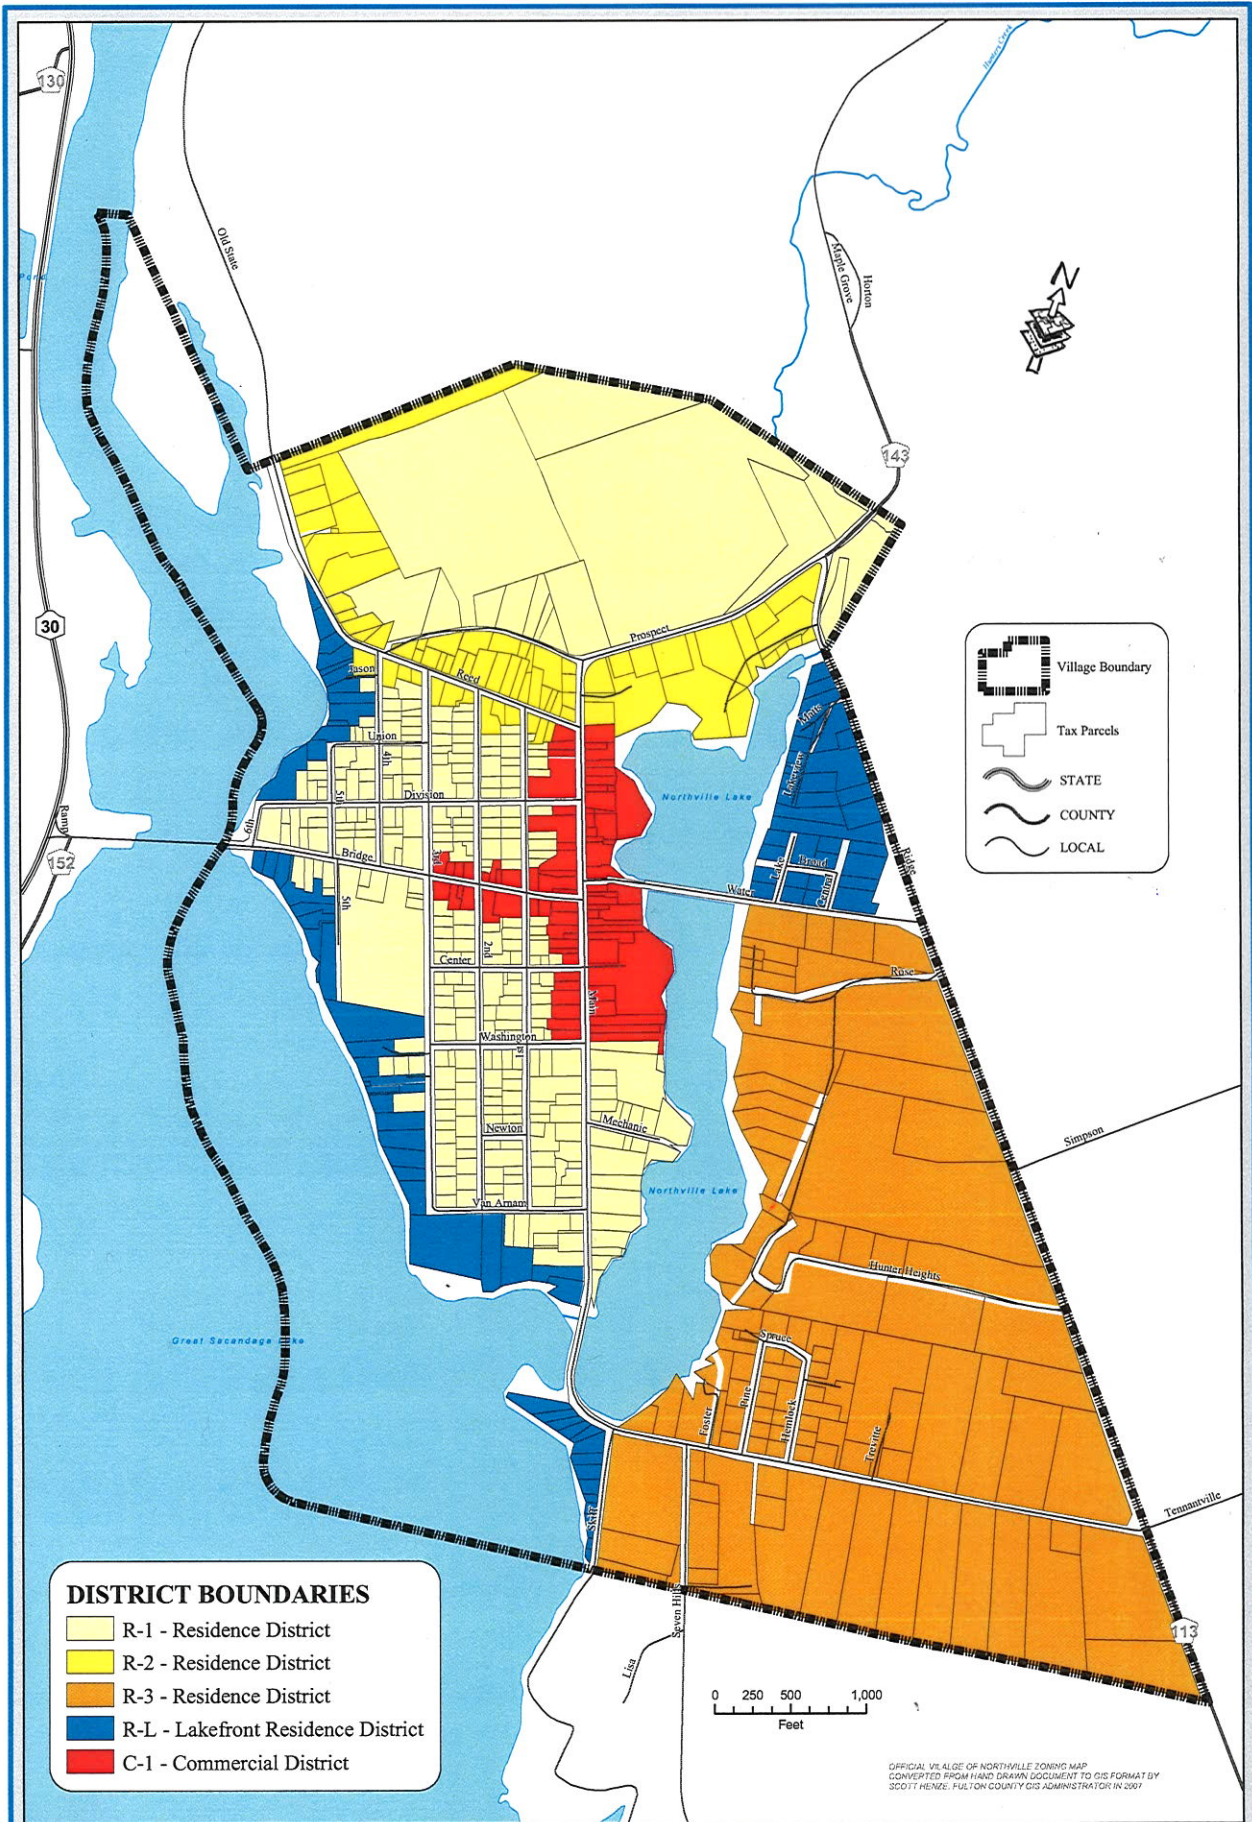 130
Hunters Creek
Old State
Pond
Horton
Maple Grove
N
143
30
Prospect
Jason
Reed
Village Boundary
Tax Parcels
STATE
COUNTY
LOCAL
Matts
Lakeview
Union
4th
5th
Division
Northville Lake
Ramp
6th
152
Bridge
3rd
Broad
Lake
Central
Ridge
Water
5th
2nd
Center
Rose
Main
Washington
1st
Simpson
Newton
Mechanic
Northville Lake
Van Arnam
Hunter Heights
Great Sacandaga Lake
Spruce
Pine
Hemlock
Foster
Trevitte
Skiff
Tennantville
Seven Hills
113
Lisa
DISTRICT BOUNDARIES
R-1 - Residence District
R-2 - Residence District
R-3 - Residence District
R-L - Lakefront Residence District
C-1 - Commercial District
0 250 500 1,000
Feet
OFFICIAL VILALGE OF NORTHVILLE ZONING MAP
CONVERTED FROM HAND DRAWN DOCUMENT TO GIS FORMAT BY
SCOTT HENZE, FULTON COUNTY GIS ADMINISTRATOR IN 2007